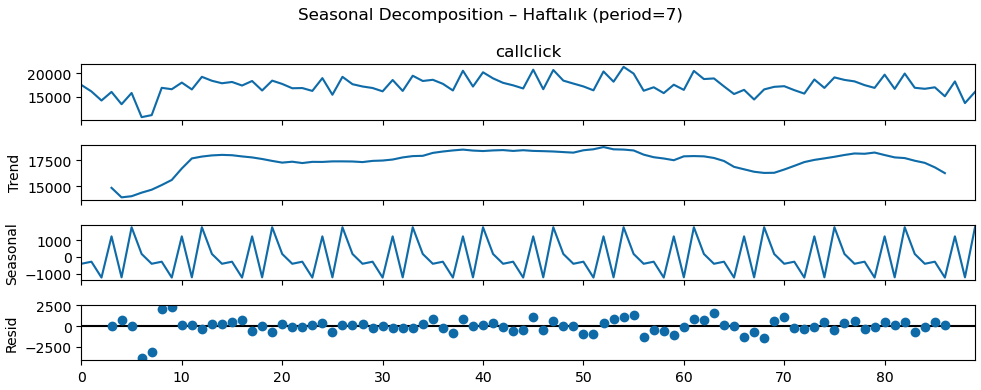 Seasonal Decomposition – Haftalık (period=7)
callclick
20000
15000
Trend
17500
15000
Seasonal
1000
0
−1000
Resid
2500
0
−2500
0 10 20 30 40 50 60 70 80